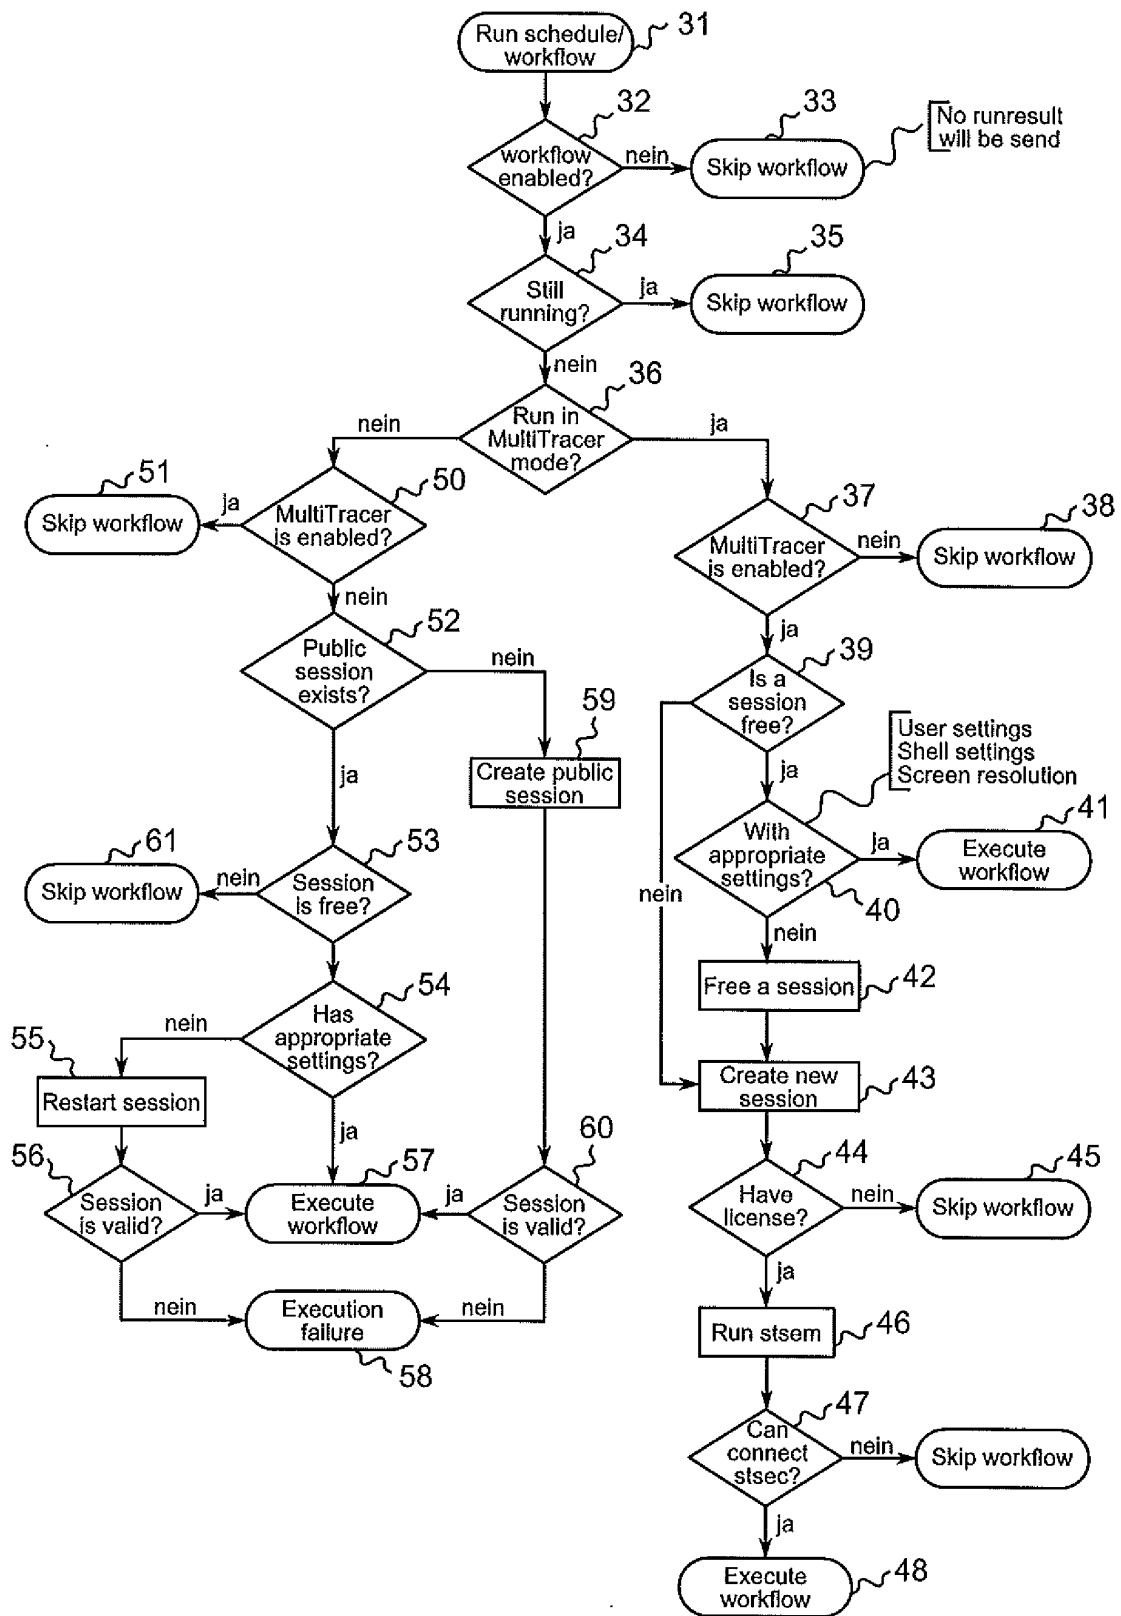 Run schedule/
workflow
31
32
33
No runresult
will be send
workflow
enabled?
nein
Skip workflow
ja
34
35
Still
running?
ja
Skip workflow
nein
36
Run in
MultiTracer
mode?
nein
ja
51
50
37
38
Skip workflow
ja
MultiTracer
is enabled?
MultiTracer
is enabled?
nein
Skip workflow
nein
52
ja
39
Public
session
exists?
nein
Is a
session
free?
59
User settings
Shell settings
Screen resolution
Create public
session
ja
ja
61
53
With
appropriate
settings?
ja
41
Execute
workflow
Skip workflow
nein
Session
is free?
nein
40
nein
54
Free a session
42
Has
appropriate
settings?
nein
55
Restart session
Create new
session
43
ja
56
57
60
44
45
Session
is valid?
ja
Execute
workflow
ja
Session
is valid?
Have
license?
nein
Skip workflow
ja
nein
Execution
failure
nein
58
Run stsem
46
47
Can
connect
stsec?
nein
Skip workflow
ja
Execute
workflow
48